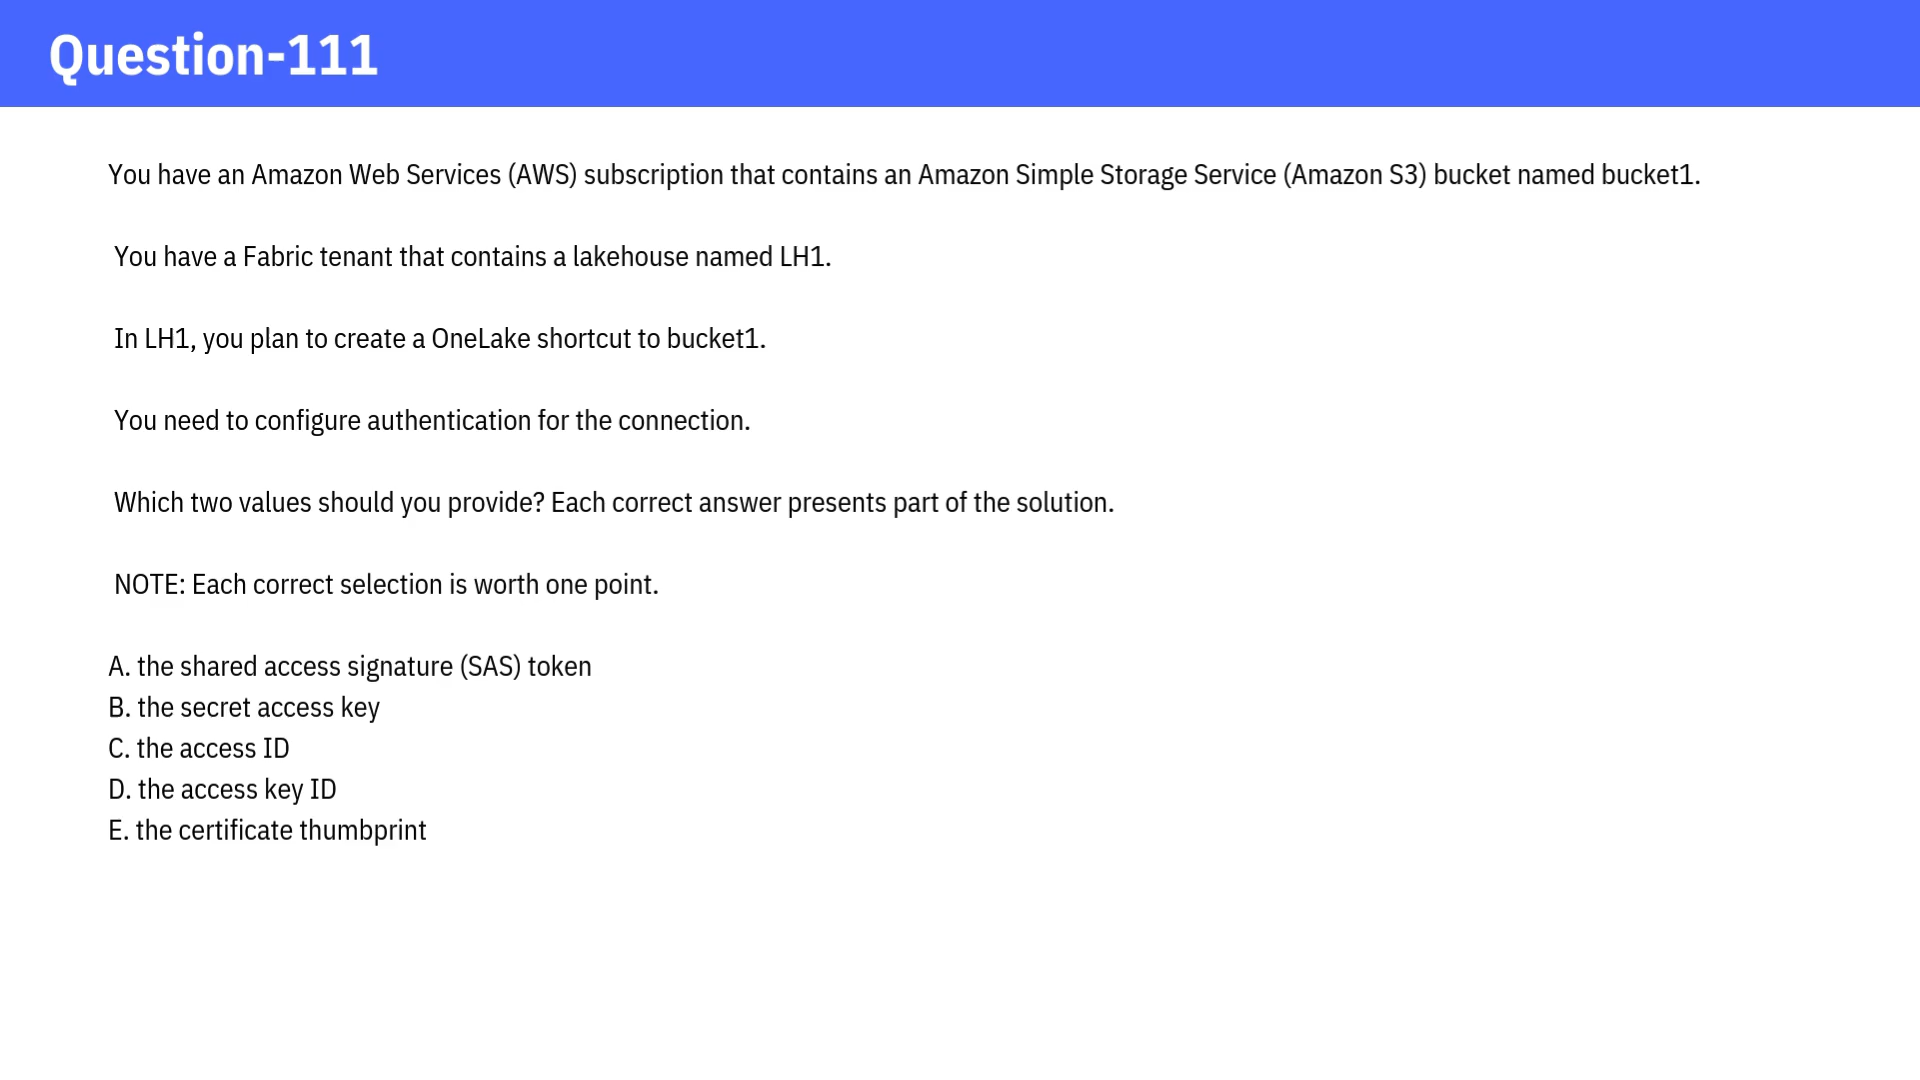 Question-111
You have an Amazon Web Services (AWS) subscription that contains an Amazon Simple Storage Service (Amazon S3) bucket named bucket1.
You have a Fabric tenant that contains a lakehouse named LH1.
In LH1, you plan to create a OneLake shortcut to bucket1.
You need to configure authentication for the connection.
Which two values should you provide? Each correct answer presents part of the solution.
NOTE: Each correct selection is worth one point.
A. the shared access signature (SAS) token
B. the secret access key
C. the access ID
D. the access key ID
E. the certificate thumbprint